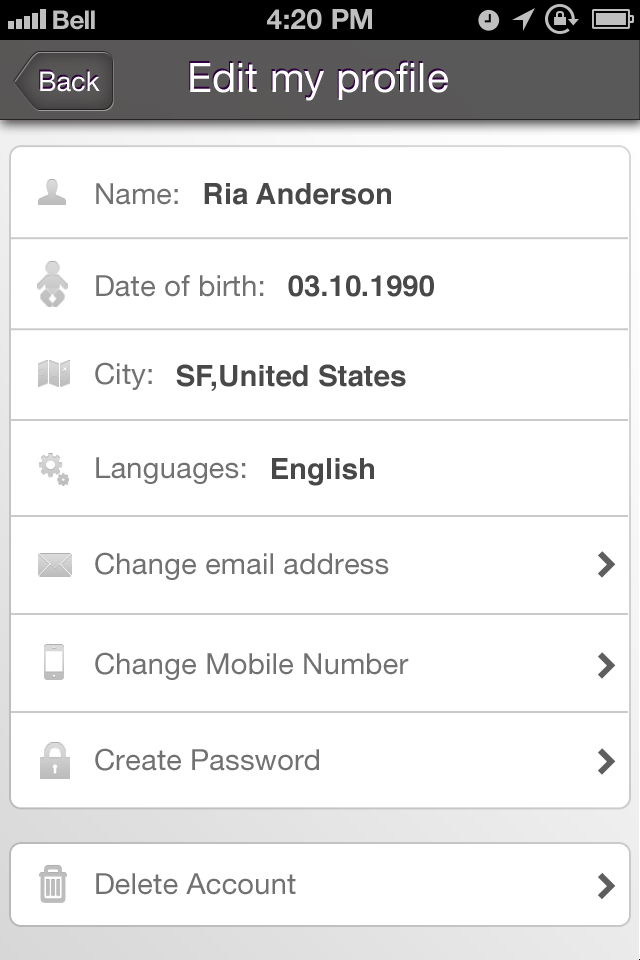 Bell 4:20 PM
Back Edit my profile
Name: Ria Anderson
Date of birth: 03.10.1990
City: SF,United States
Languages: English
Change email address
Change Mobile Number
Create Password
Delete Account